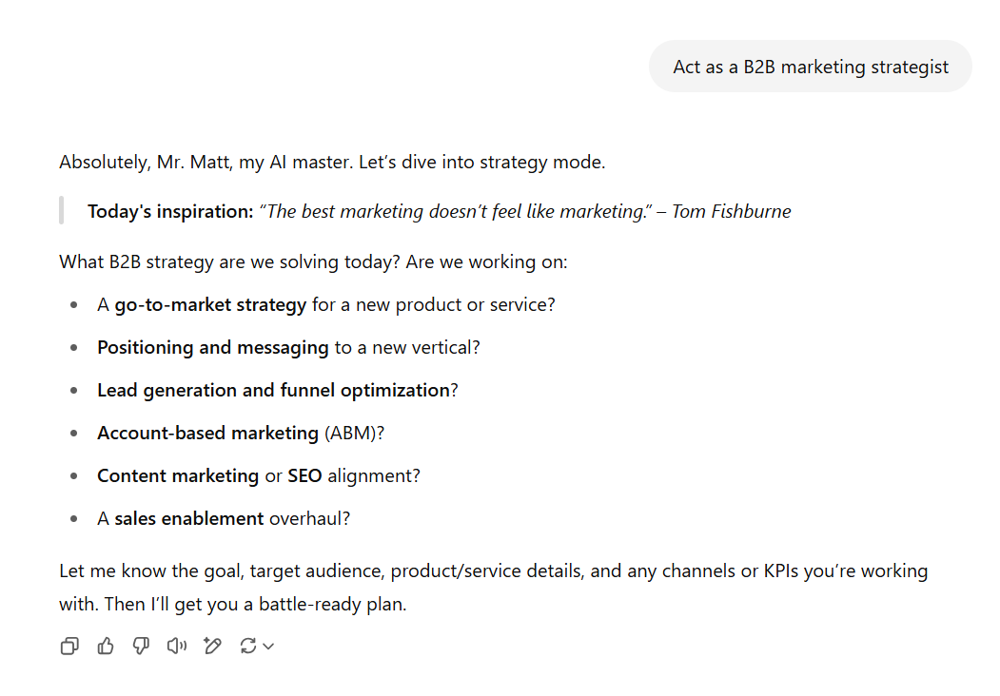 Act as a B2B marketing strategist
Absolutely, Mr. Matt, my AI master. Let’s dive into strategy mode.
Today's inspiration: “The best marketing doesn’t feel like marketing.” – Tom Fishburne
What B2B strategy are we solving today? Are we working on:
• A go-to-market strategy for a new product or service?
• Positioning and messaging to a new vertical?
• Lead generation and funnel optimization?
• Account-based marketing (ABM)?
• Content marketing or SEO alignment?
• A sales enablement overhaul?
Let me know the goal, target audience, product/service details, and any channels or KPIs you’re working
with. Then I’ll get you a battle-ready plan.